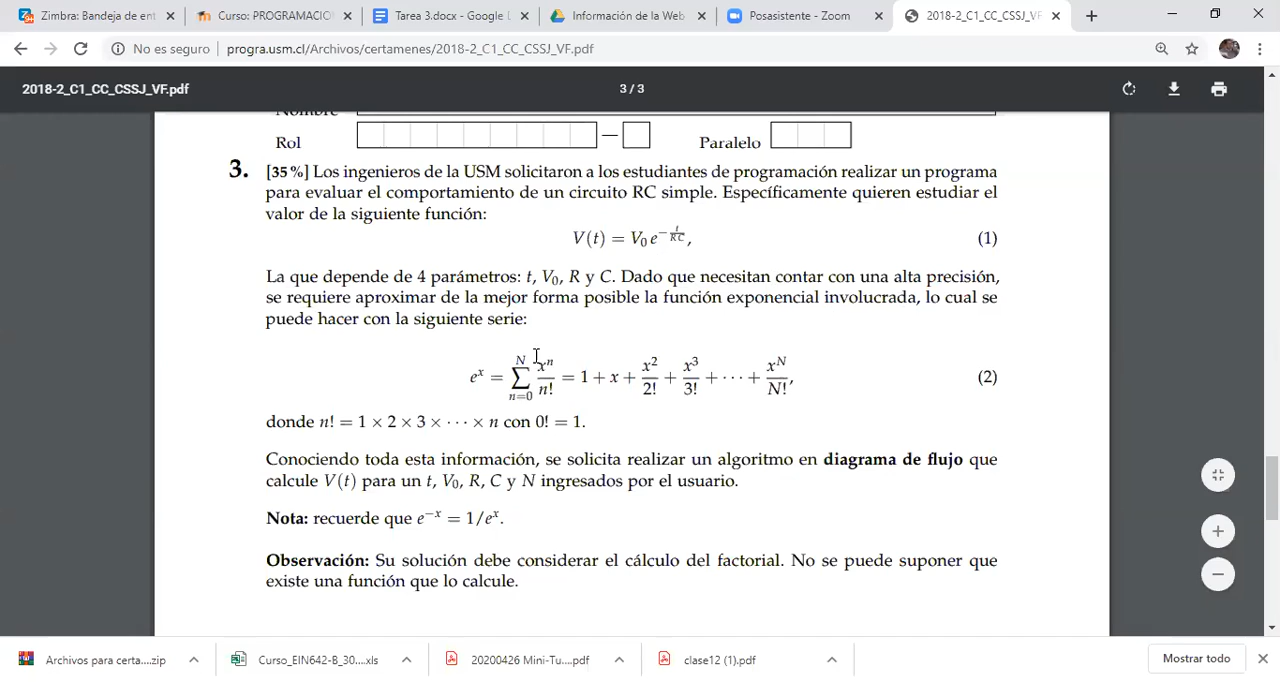 Zimbra: Bandeja de ent
Curso: PROGRAMACIO
Tarea 3.docx - Google D
Información de la Web
Posasistente - Zoom
2018-2_C1_CC_CSSJ_VF.pdf
No es seguro | progra.usm.cl/Archivos/certamenes/2018-2_C1_CC_CSSJ_VF.pdf
2018-2_C1_CC_CSSJ_VF.pdf
3 / 3
Nombre
Rol — Paralelo
3. [35 %] Los ingenieros de la USM solicitaron a los estudiantes de programación realizar un programa
para evaluar el comportamiento de un circuito RC simple. Específicamente quieren estudiar el
valor de la siguiente función:
V(t) = V₀ e^{−t/RC}, (1)
La que depende de 4 parámetros: t, V₀, R y C. Dado que necesitan contar con una alta precisión,
se requiere aproximar de la mejor forma posible la función exponencial involucrada, lo cual se
puede hacer con la siguiente serie:
e^x = ∑_{n=0}^{N} x^n/n! = 1 + x + x²/2! + x³/3! + ··· + x^N/N!, (2)
donde n! = 1 × 2 × 3 × ··· × n con 0! = 1.
Conociendo toda esta información, se solicita realizar un algoritmo en diagrama de flujo que
calcule V(t) para un t, V₀, R, C y N ingresados por el usuario.
Nota: recuerde que e^{−x} = 1/e^x.
Observación: Su solución debe considerar el cálculo del factorial. No se puede suponer que
existe una función que lo calcule.
Archivos para certa....zip
Curso_EIN642-B_30....xls
20200426 Mini-Tu....pdf
clase12 (1).pdf
Mostrar todo